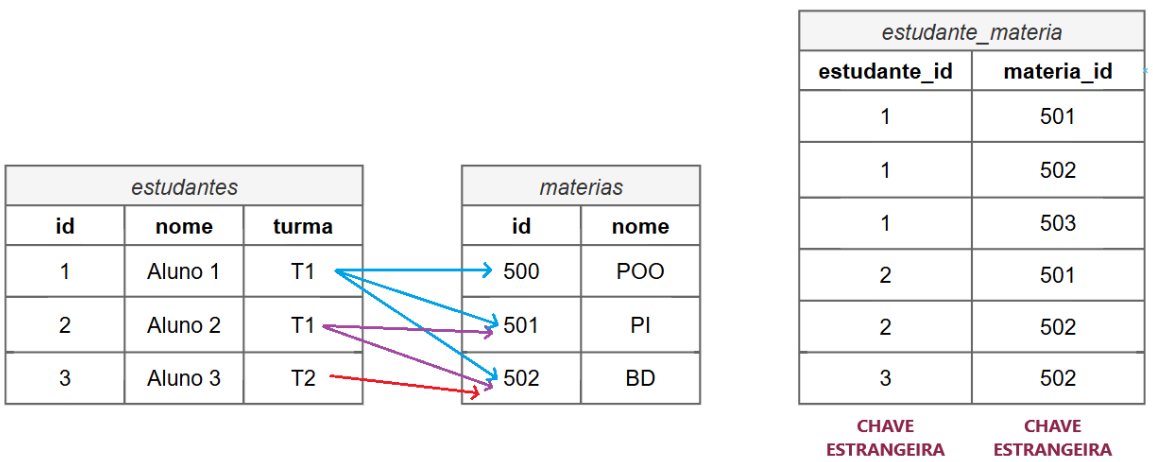 estudantes
id nome turma
1 Aluno 1 T1
2 Aluno 2 T1
3 Aluno 3 T2
materias
id nome
500 POO
501 PI
502 BD
estudante_materia
estudante_id materia_id
1 501
1 502
1 503
2 501
2 502
3 502
CHAVE ESTRANGEIRA
CHAVE ESTRANGEIRA